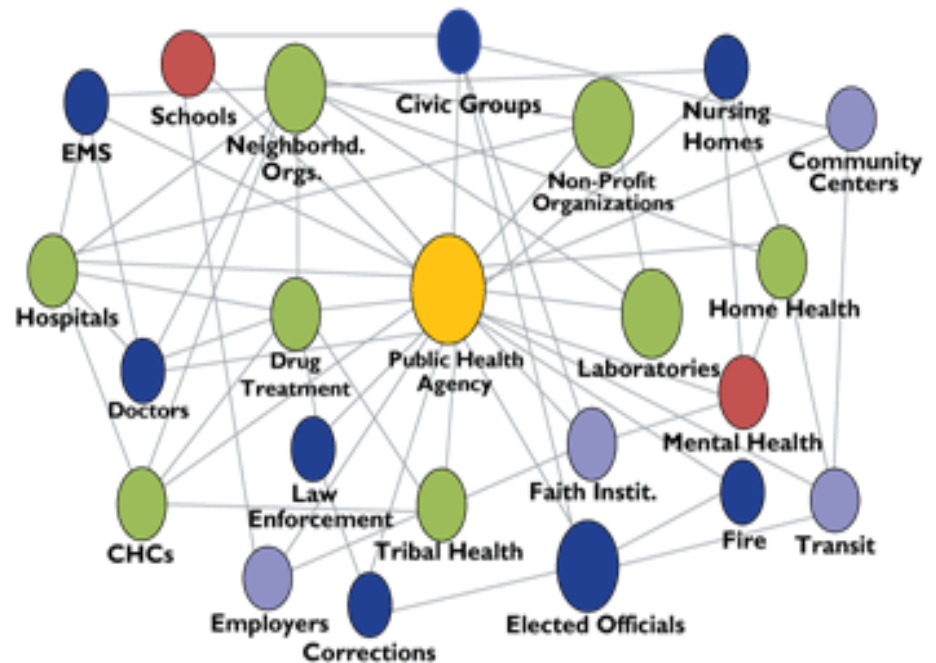 Schools
Civic Groups
EMS
Neighborhd.
Orgs.
Nursing
Homes
Non-Profit
Organizations
Community
Centers
Hospitals
Home Health
Drug
Treatment
Public Health
Agency
Laboratories
Doctors
Mental Health
Law
Enforcement
Faith Instit.
CHCs
Tribal Health
Fire
Transit
Employers
Corrections
Elected Officials